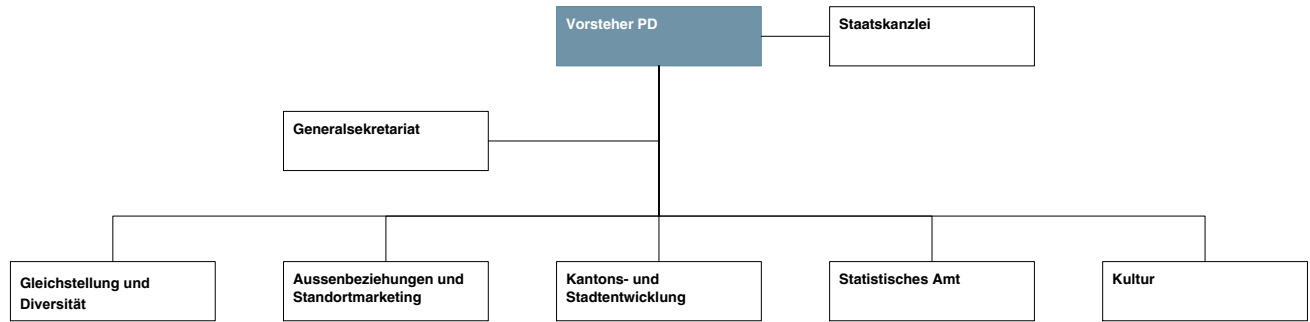 Vorsteher PD
Staatskanzlei
Generalsekretariat
Gleichstellung und
Diversität
Aussenbeziehungen und
Standortmarketing
Kantons- und
Stadtentwicklung
Statistisches Amt
Kultur